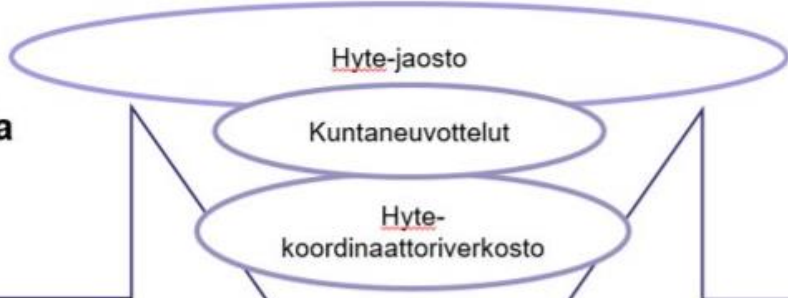 Hyte-jaosto
a
Kuntaneuvottelut
Hyte-
koordinaattoriverkosto